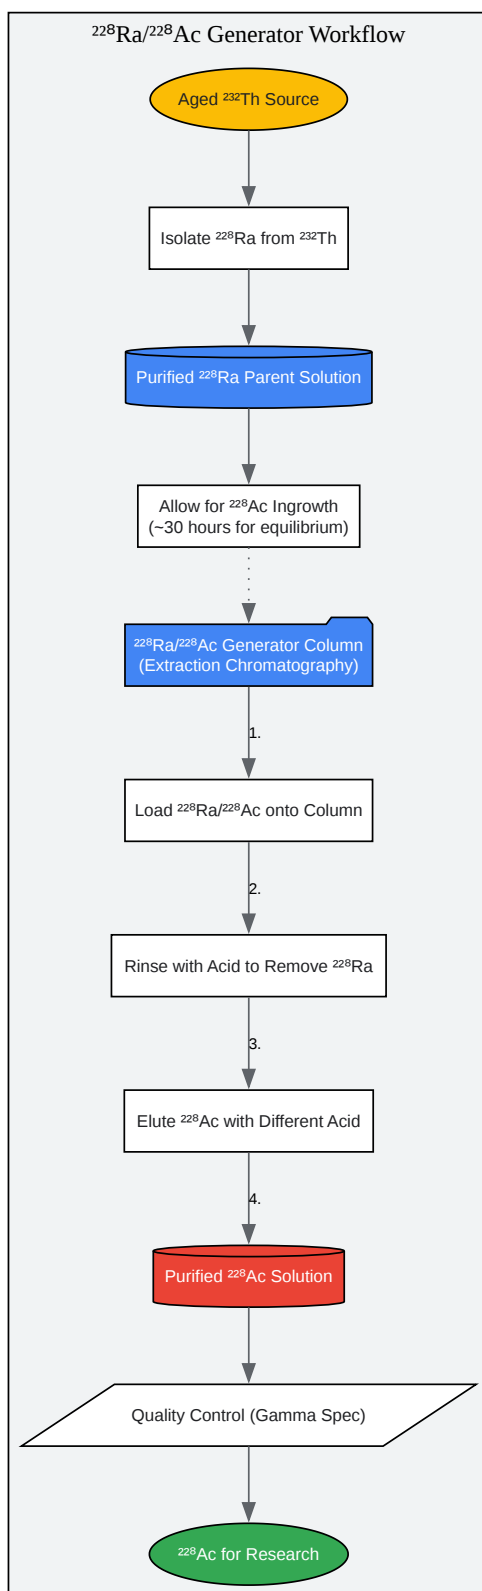 ²²⁸Ra/²²⁸Ac Generator Workflow
Aged ²³²Th Source
Isolate ²²⁸Ra from ²³²Th
Purified ²²⁸Ra Parent Solution
Allow for ²²⁸Ac Ingrowth
(~30 hours for equilibrium)
²²⁸Ra/²²⁸Ac Generator Column
(Extraction Chromatography)
1.
Load ²²⁸Ra/²²⁸Ac onto Column
2.
Rinse with Acid to Remove ²²⁸Ra
3.
Elute ²²⁸Ac with Different Acid
4.
Purified ²²⁸Ac Solution
Quality Control (Gamma Spec)
²²⁸Ac for Research